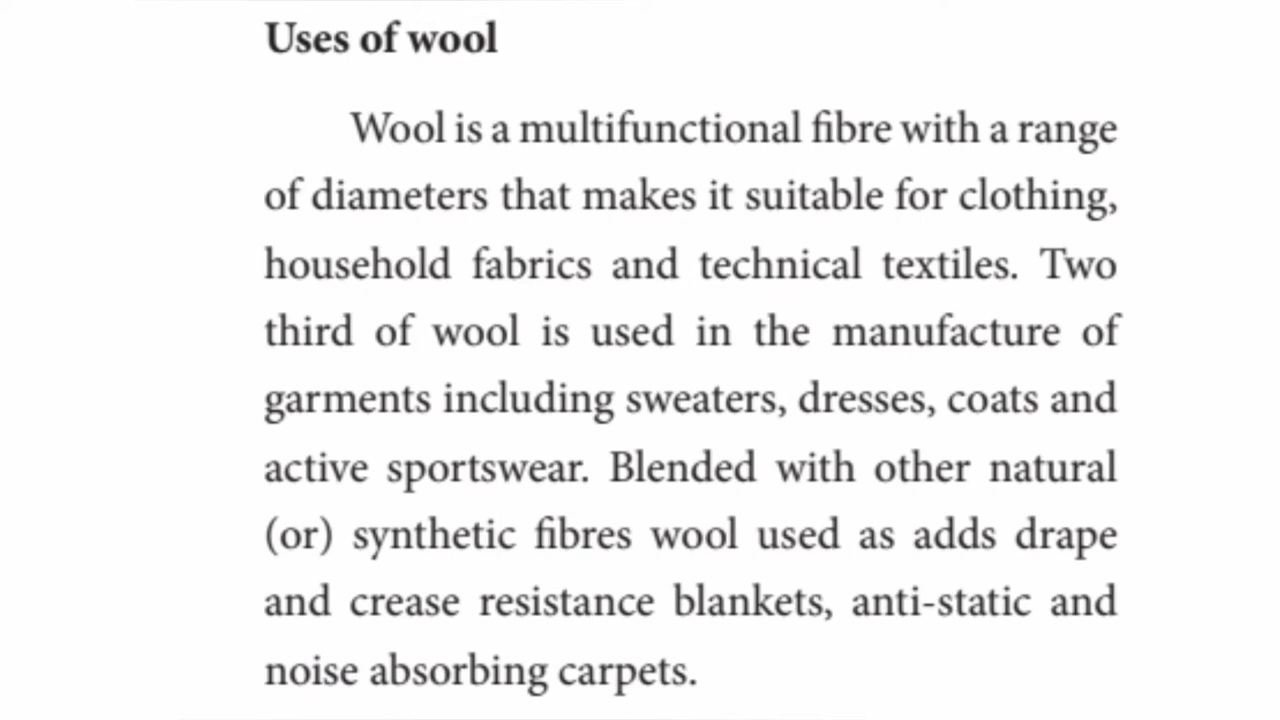 Uses of wool
Wool is a multifunctional fibre with a range
of diameters that makes it suitable for clothing,
household fabrics and technical textiles. Two
third of wool is used in the manufacture of
garments including sweaters, dresses, coats and
active sportswear. Blended with other natural
(or) synthetic fibres wool used as adds drape
and crease resistance blankets, anti-static and
noise absorbing carpets.